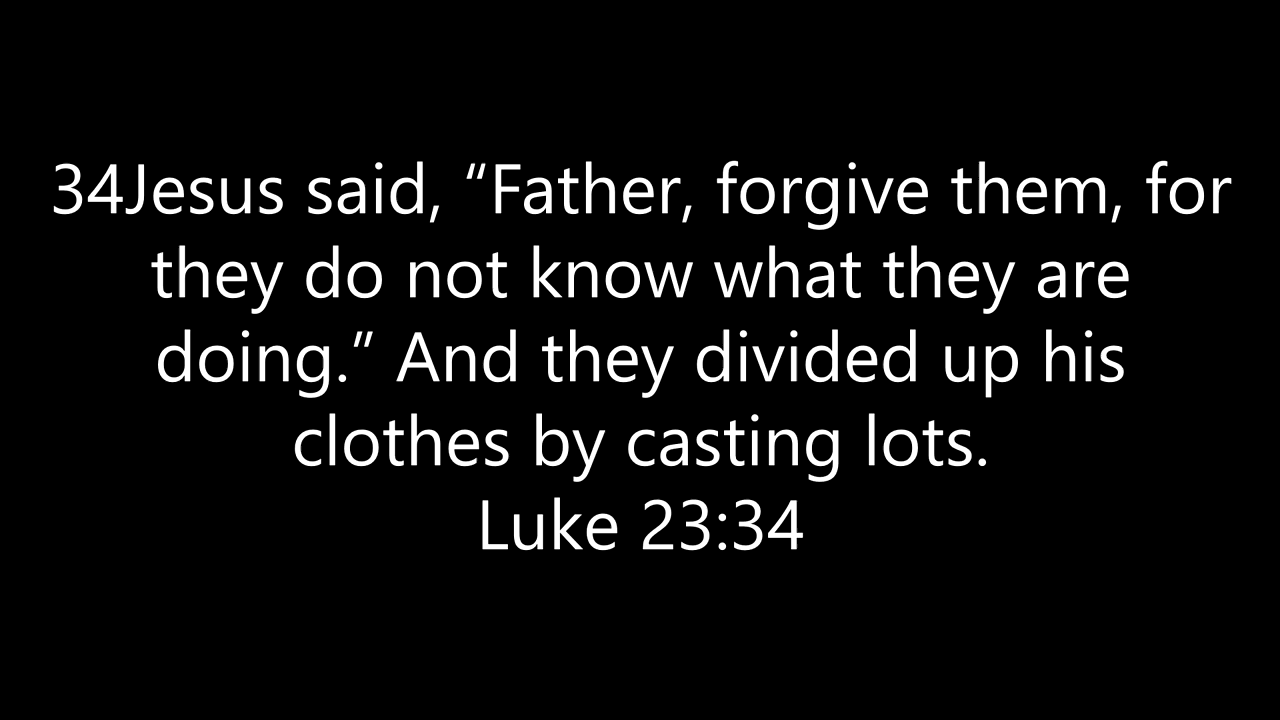 34Jesus said, “Father, forgive them, for
they do not know what they are
doing.” And they divided up his
clothes by casting lots.
Luke 23:34